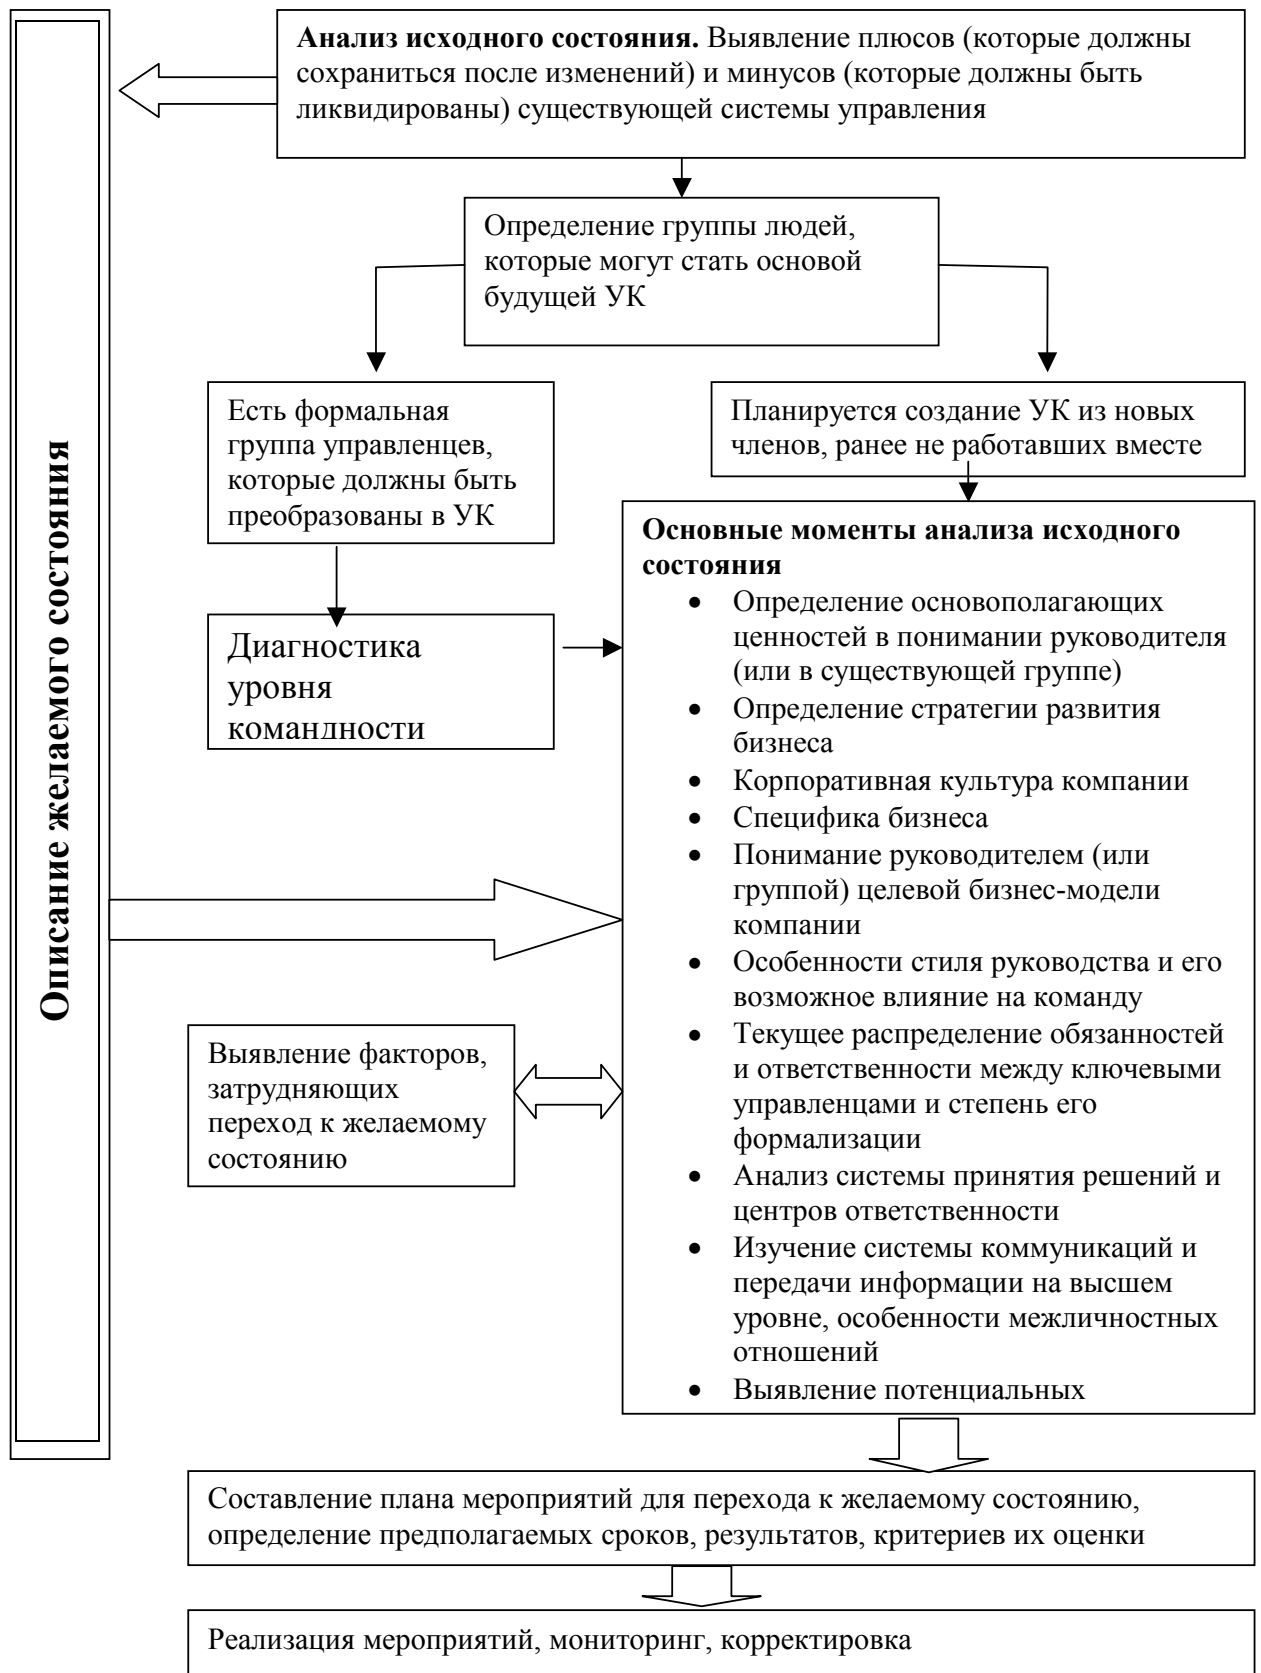 Анализ исходного состояния. Выявление плюсов (которые должны
сохраниться после изменений) и минусов (которые должны быть
ликвидированы) существующей системы управления
Определение группы людей,
которые могут стать основой
будущей УК
Есть формальная
группа управленцев,
которые должны быть
преобразованы в УК
Планируется создание УК из новых
членов, ранее не работавших вместе
Диагностика
уровня
командности
Описание желаемого состояния
Основные моменты анализа исходного
состояния
• Определение основополагающих
ценностей в понимании руководителя
(или в существующей группе)
• Определение стратегии развития
бизнеса
• Корпоративная культура компании
• Специфика бизнеса
• Понимание руководителем (или
группой) целевой бизнес-модели
компании
• Особенности стиля руководства и его
возможное влияние на команду
• Текущее распределение обязанностей
и ответственности между ключевыми
управленцами и степень его
формализации
• Анализ системы принятия решений и
центров ответственности
• Изучение системы коммуникаций и
передачи информации на высшем
уровне, особенности межличностных
отношений
• Выявление потенциальных
Выявление факторов,
затрудняющих
переход к желаемому
состоянию
Составление плана мероприятий для перехода к желаемому состоянию,
определение предполагаемых сроков, результатов, критериев их оценки
Реализация мероприятий, мониторинг, корректировка